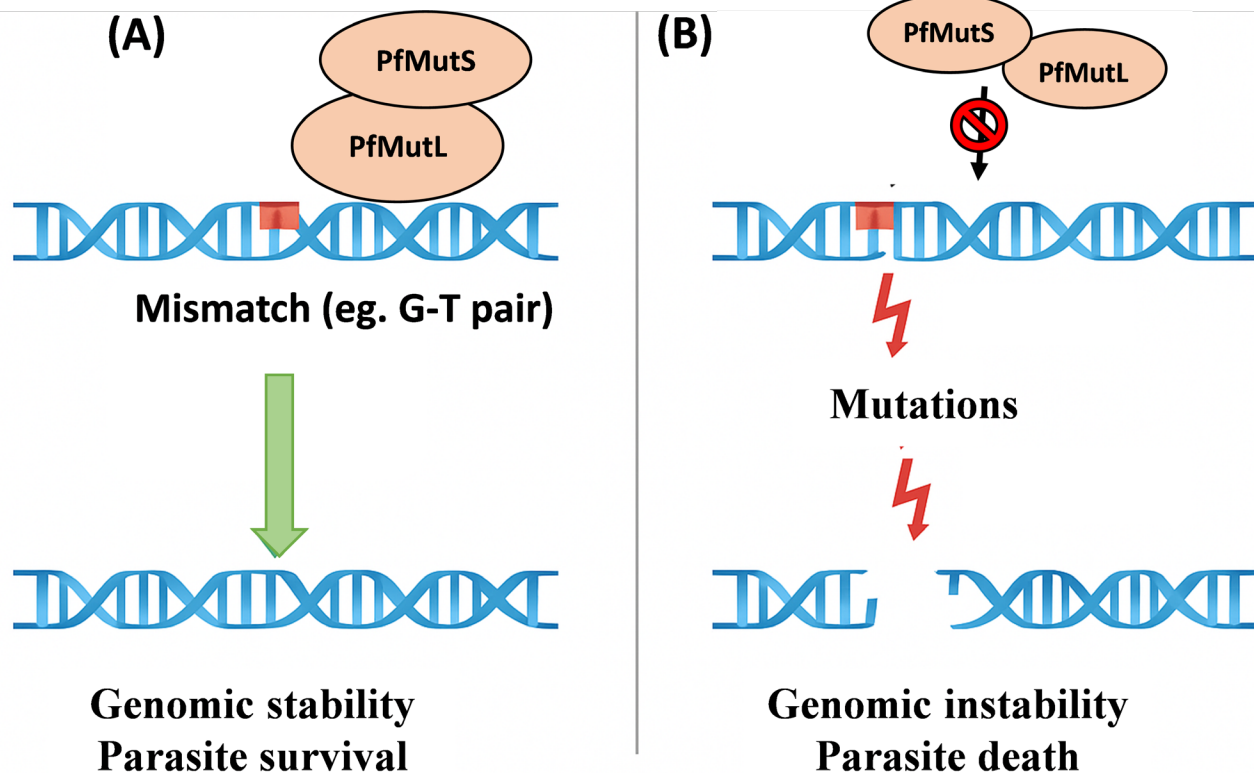 (A)
PfMutS
PfMutL
Mismatch (eg. G-T pair)
Genomic stability
Parasite survival
(B)
PfMutS
PfMutL
Mutations
Genomic instability
Parasite death